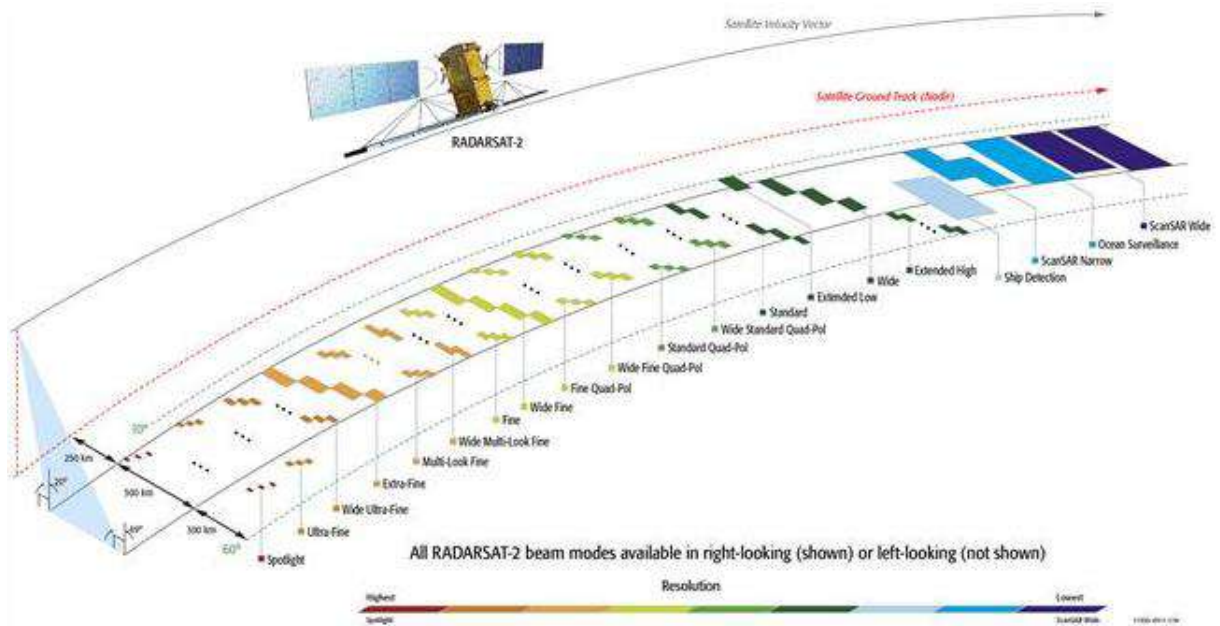 Satellite Velocity Vector
Satellite Ground Track (Nadir)
RADARSAT-2
ScanSAR Wide
Ocean Surveillance
ScanSAR Narrow
Ship Detection
Extended High
Wide
Extended Low
Standard
Wide Standard Quad-Pol
Standard Quad-Pol
Wide Fine Quad-Pol
Fine Quad-Pol
Wide Fine
Fine
Wide Multi-Look Fine
Multi-Look Fine
Extra-Fine
Wide Ultra-Fine
Ultra-Fine
Spotlight
250 km
20°
500 km
49°
300 km
60°
All RADARSAT-2 beam modes available in right-looking (shown) or left-looking (not shown)
Resolution
Highest
Lowest
Spotlight
ScanSAR Wide